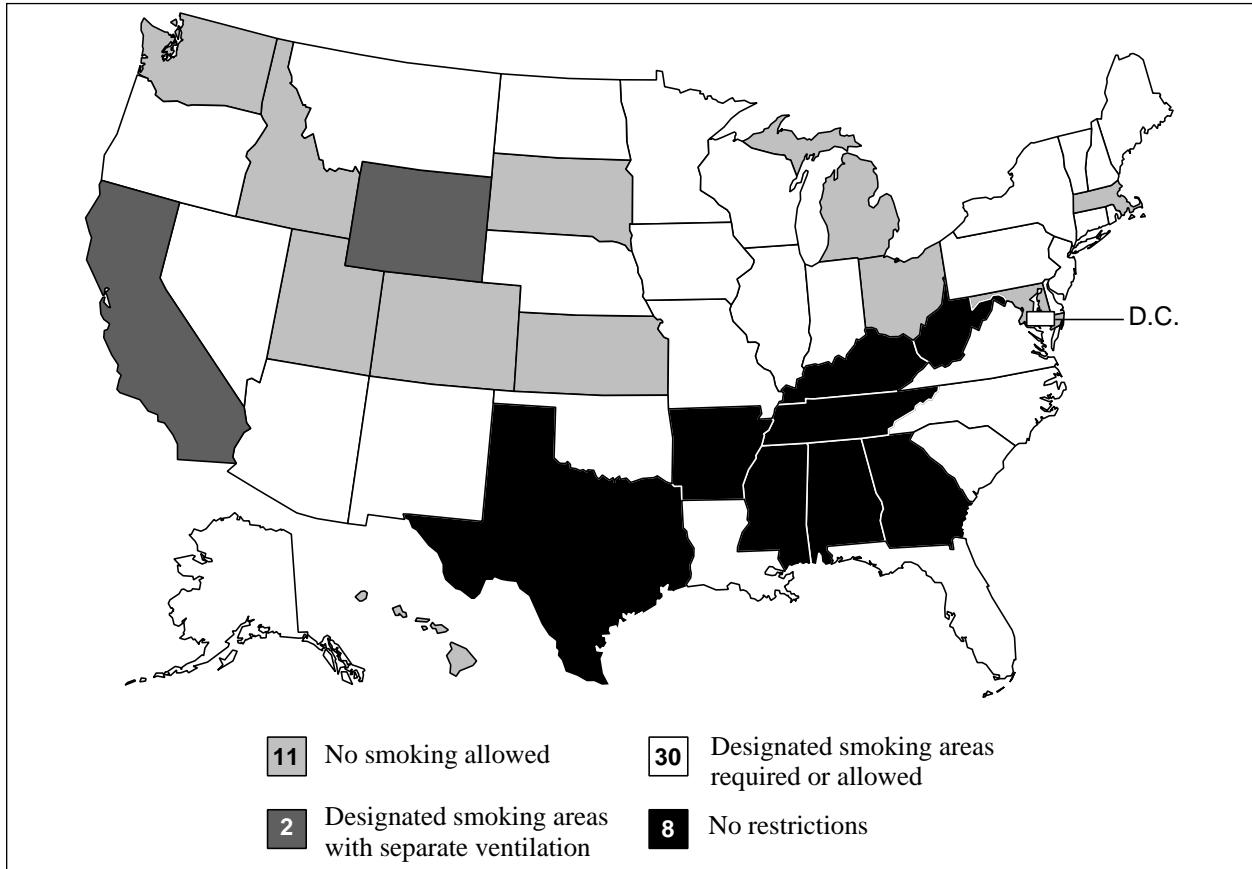 D.C.
11 No smoking allowed
30 Designated smoking areas
required or allowed
2 Designated smoking areas
with separate ventilation
8 No restrictions